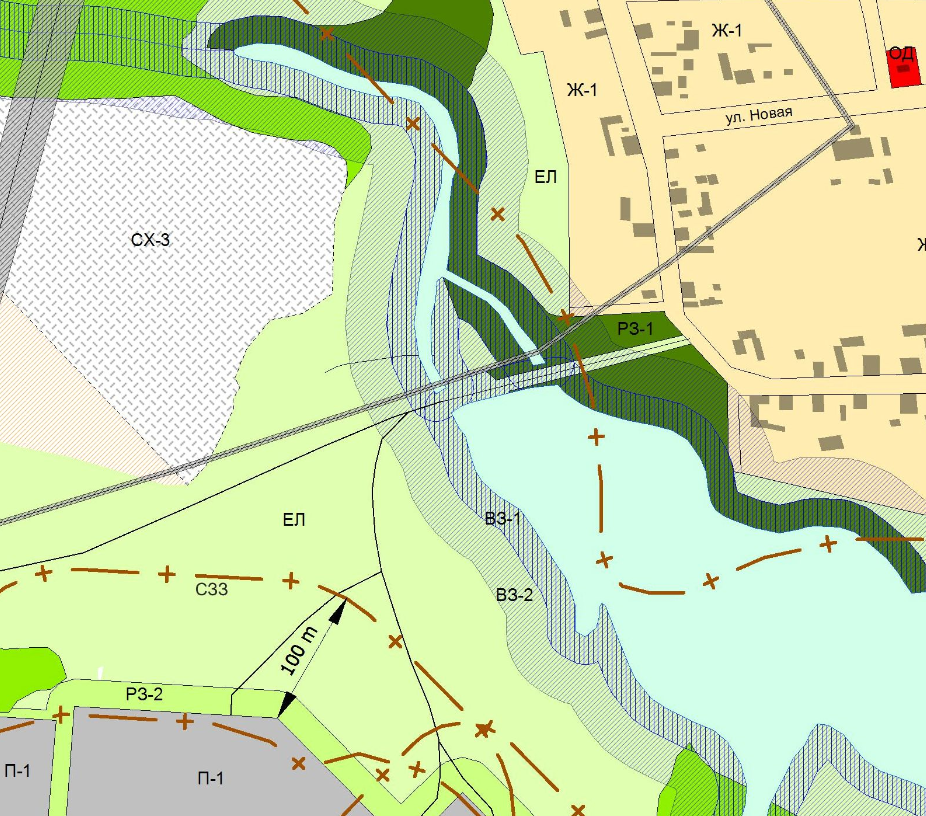 Ж-1
ОД
Ж-1
ул. Новая
ЕЛ
СХ-3
Ж
РЗ-1
ЕЛ
ВЗ-1
СЗЗ
ВЗ-2
100 m
РЗ-2
П-1
П-1